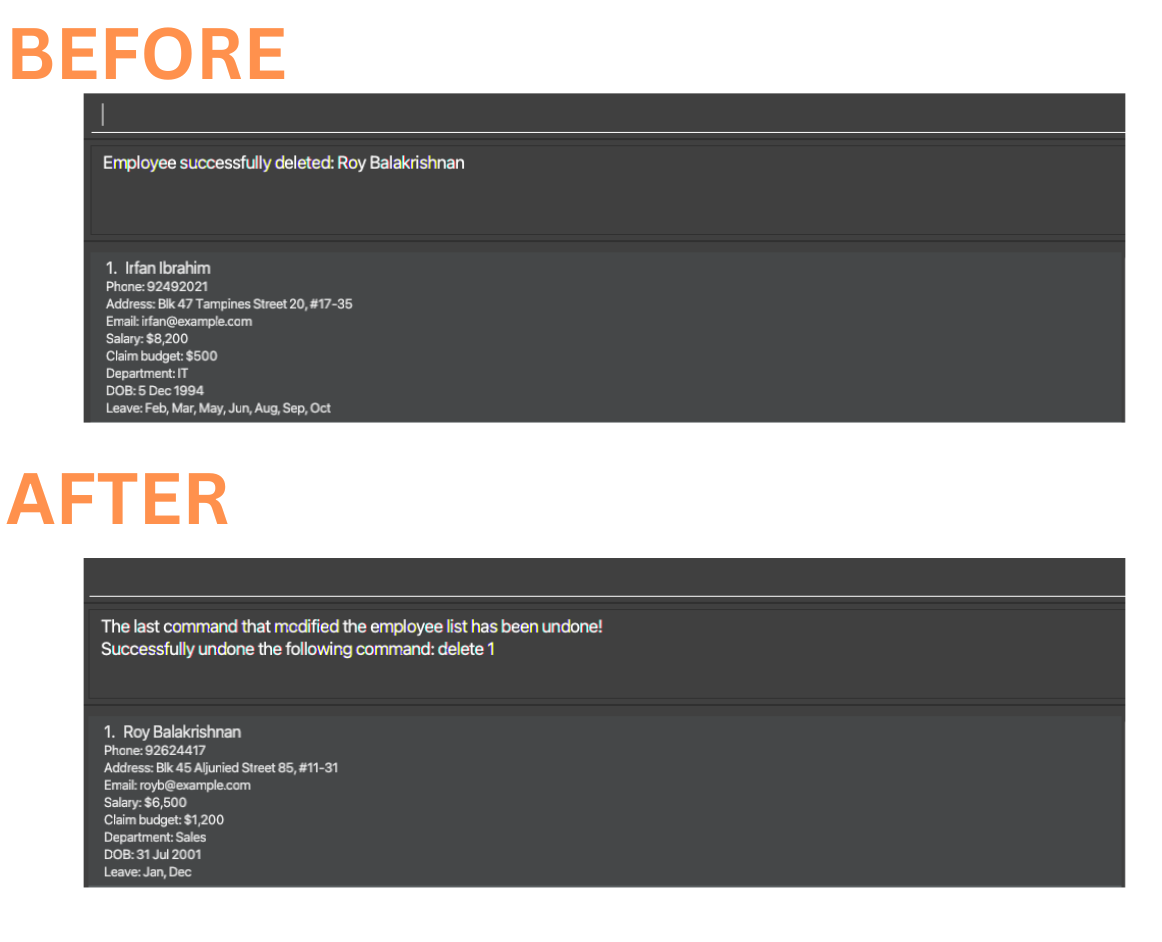 BEFORE
Employee successfully deleted: Roy Balakrishnan
1. Irfan Ibrahim
Phone: 92492021
Address: Blk 47 Tampines Street 20, #17-35
Email: irfan@example.com
Salary: $8,200
Claim budget: $500
Department: IT
DOB: 5 Dec 1994
Leave: Feb, Mar, May, Jun, Aug, Sep, Oct
AFTER
The last command that modified the employee list has been undone!
Successfully undone the following command: delete 1
1. Roy Balakrishnan
Phone: 92624417
Address: Blk 45 Aljunied Street 85, #11-31
Email: royb@example.com
Salary: $6,500
Claim budget: $1,200
Department: Sales
DOB: 31 Jul 2001
Leave: Jan, Dec